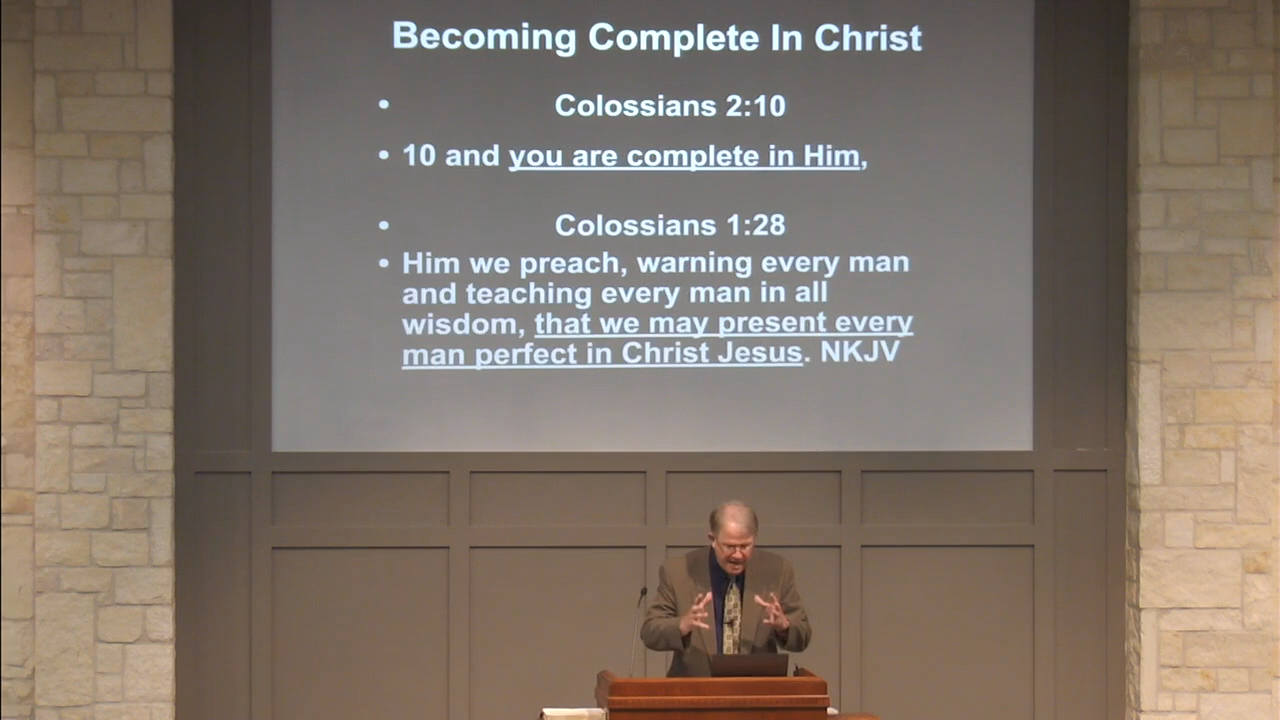 Becoming Complete In Christ
• Colossians 2:10
• 10 and you are complete in Him,
• Colossians 1:28
• Him we preach, warning every man
and teaching every man in all
wisdom, that we may present every
man perfect in Christ Jesus. NKJV